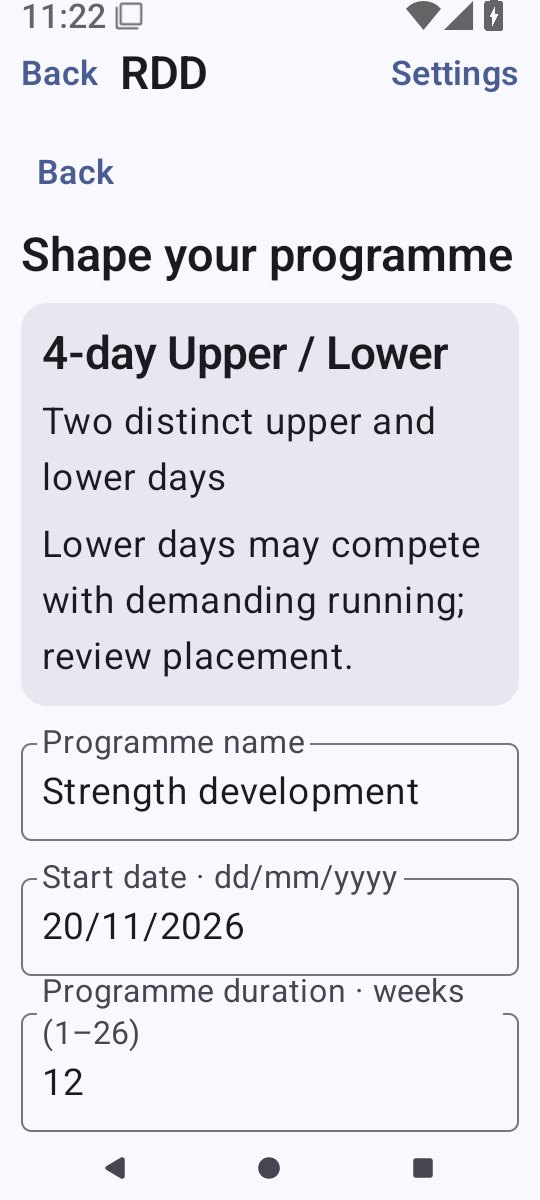 11:22
Back RDD Settings
Back
Shape your programme
4-day Upper / Lower
Two distinct upper and
lower days
Lower days may compete
with demanding running;
review placement.
Programme name
Strength development
Start date · dd/mm/yyyy
20/11/2026
Programme duration · weeks
(1–26)
12